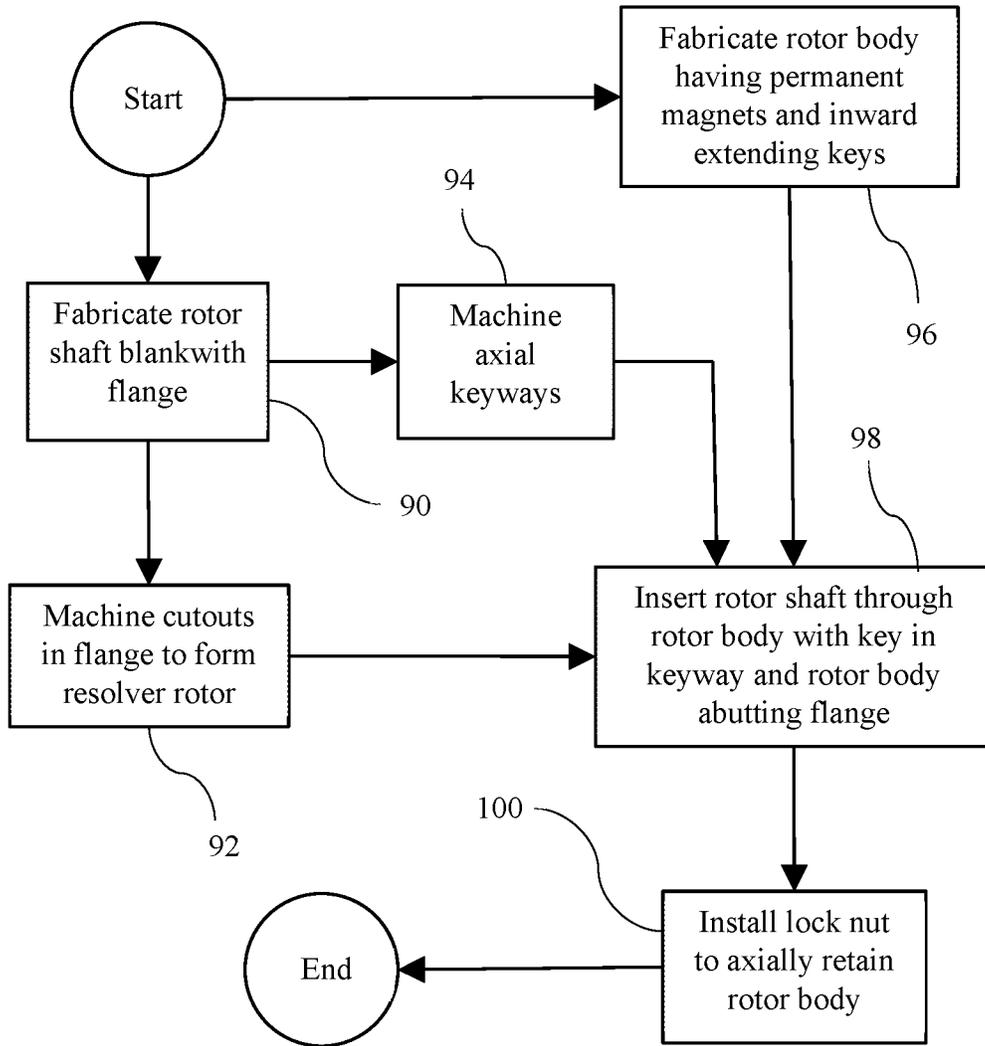 Start
Fabricate rotor body
having permanent
magnets and inward
extending keys
96
Fabricate rotor
shaft blankwith
flange
90
94
Machine
axial
keyways
Machine cutouts
in flange to form
resolver rotor
92
98
Insert rotor shaft through
rotor body with key in
keyway and rotor body
abutting flange
100
Install lock nut
to axially retain
rotor body
End